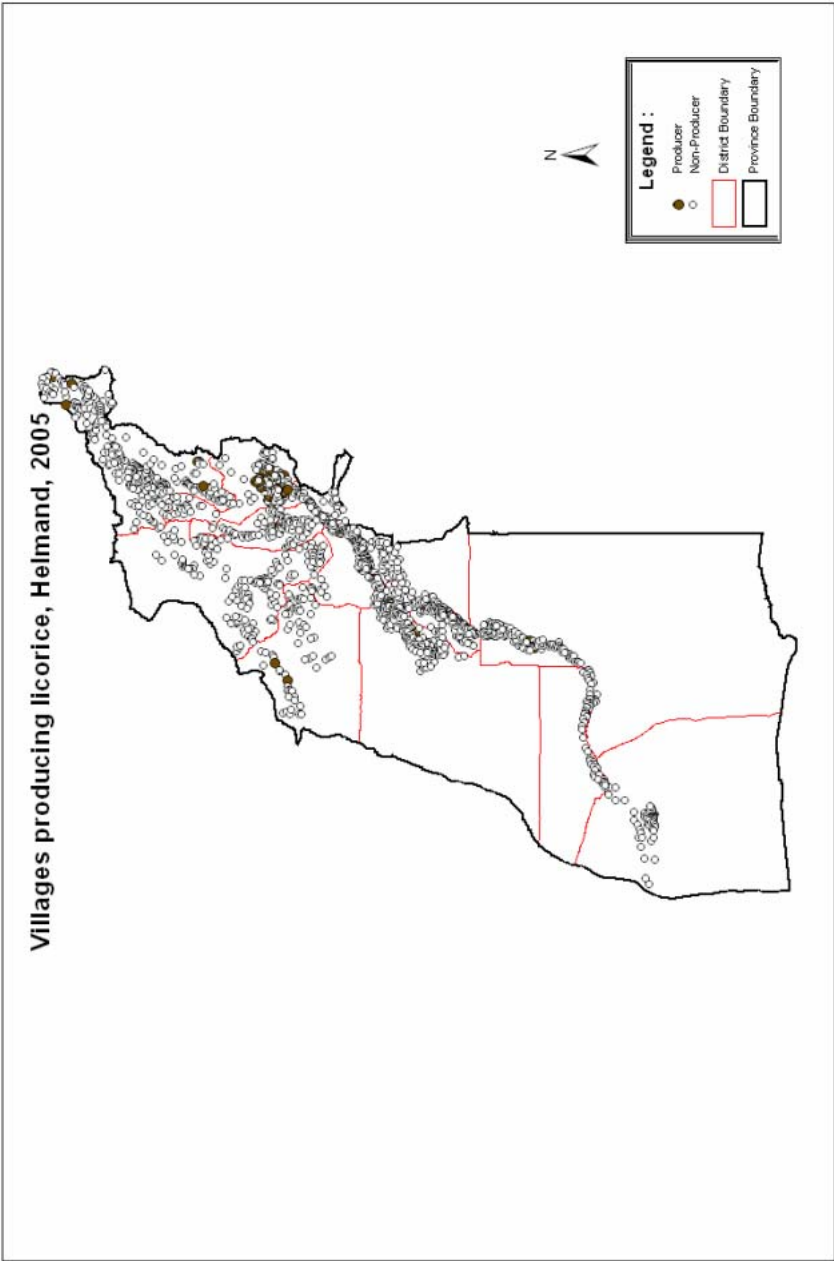 Villages producing licorice, Helmand, 2005
N
Legend :
Producer
Non-Producer
District Boundary
Province Boundary